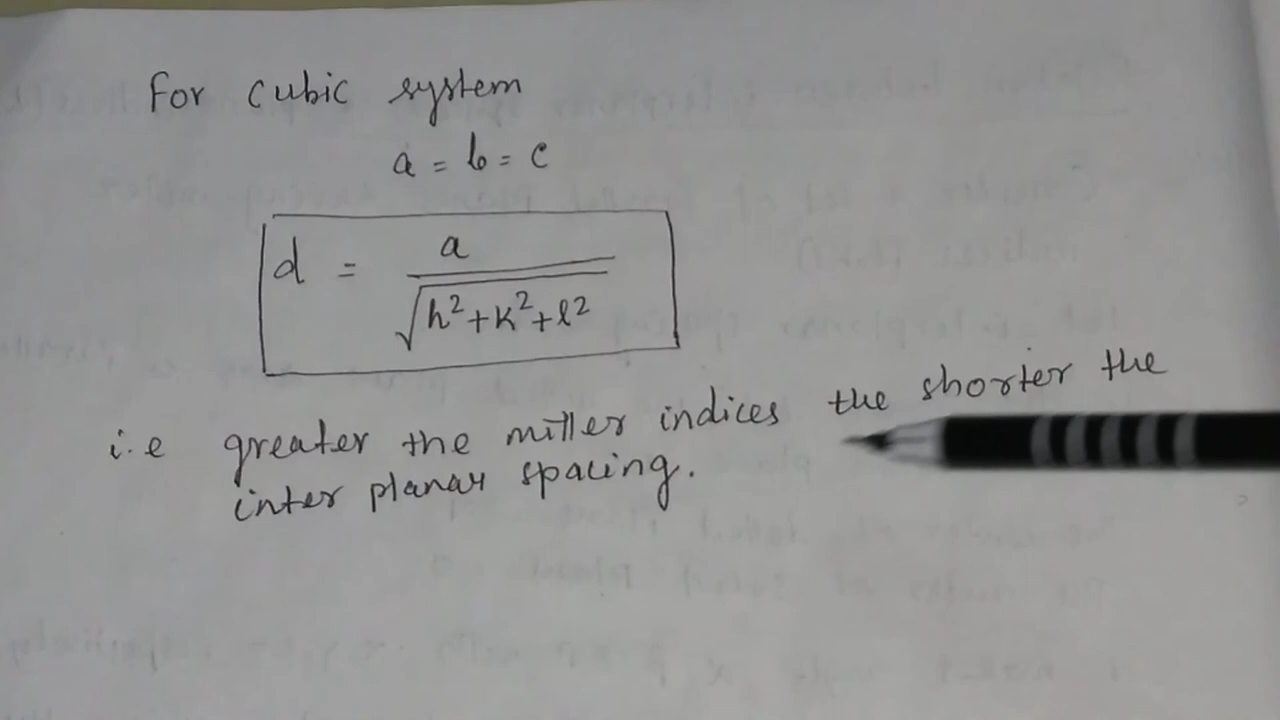 For cubic system
a = b = c
d = a / √h²+k²+l²
i.e greater the miller indices the shorter the
inter planar spacing.